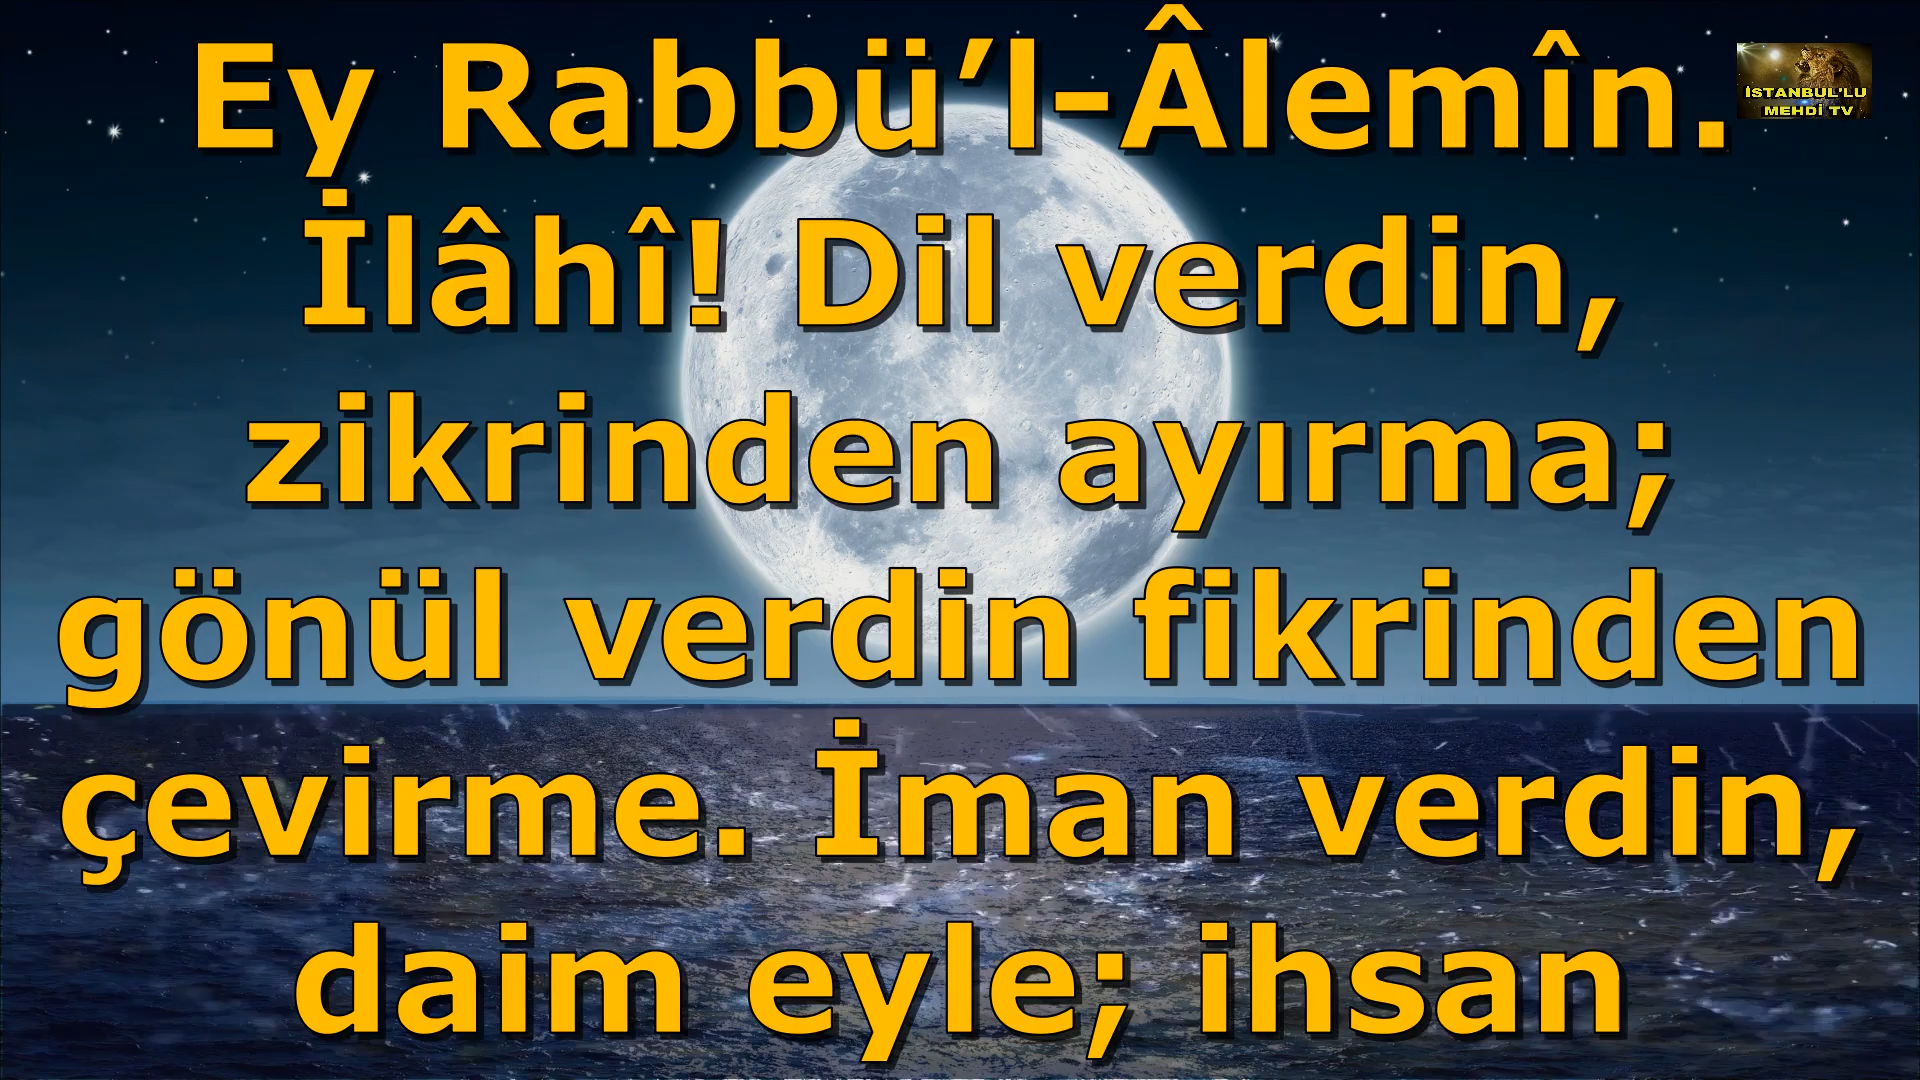 Ey Rabbü’l-Âlemîn.
İSTANBUL'LU
MEHDİ TV
İlâhî! Dil verdin,
zikrinden ayırma;
gönül verdin fikrinden
çevirme. İman verdin,
daim eyle; ihsan